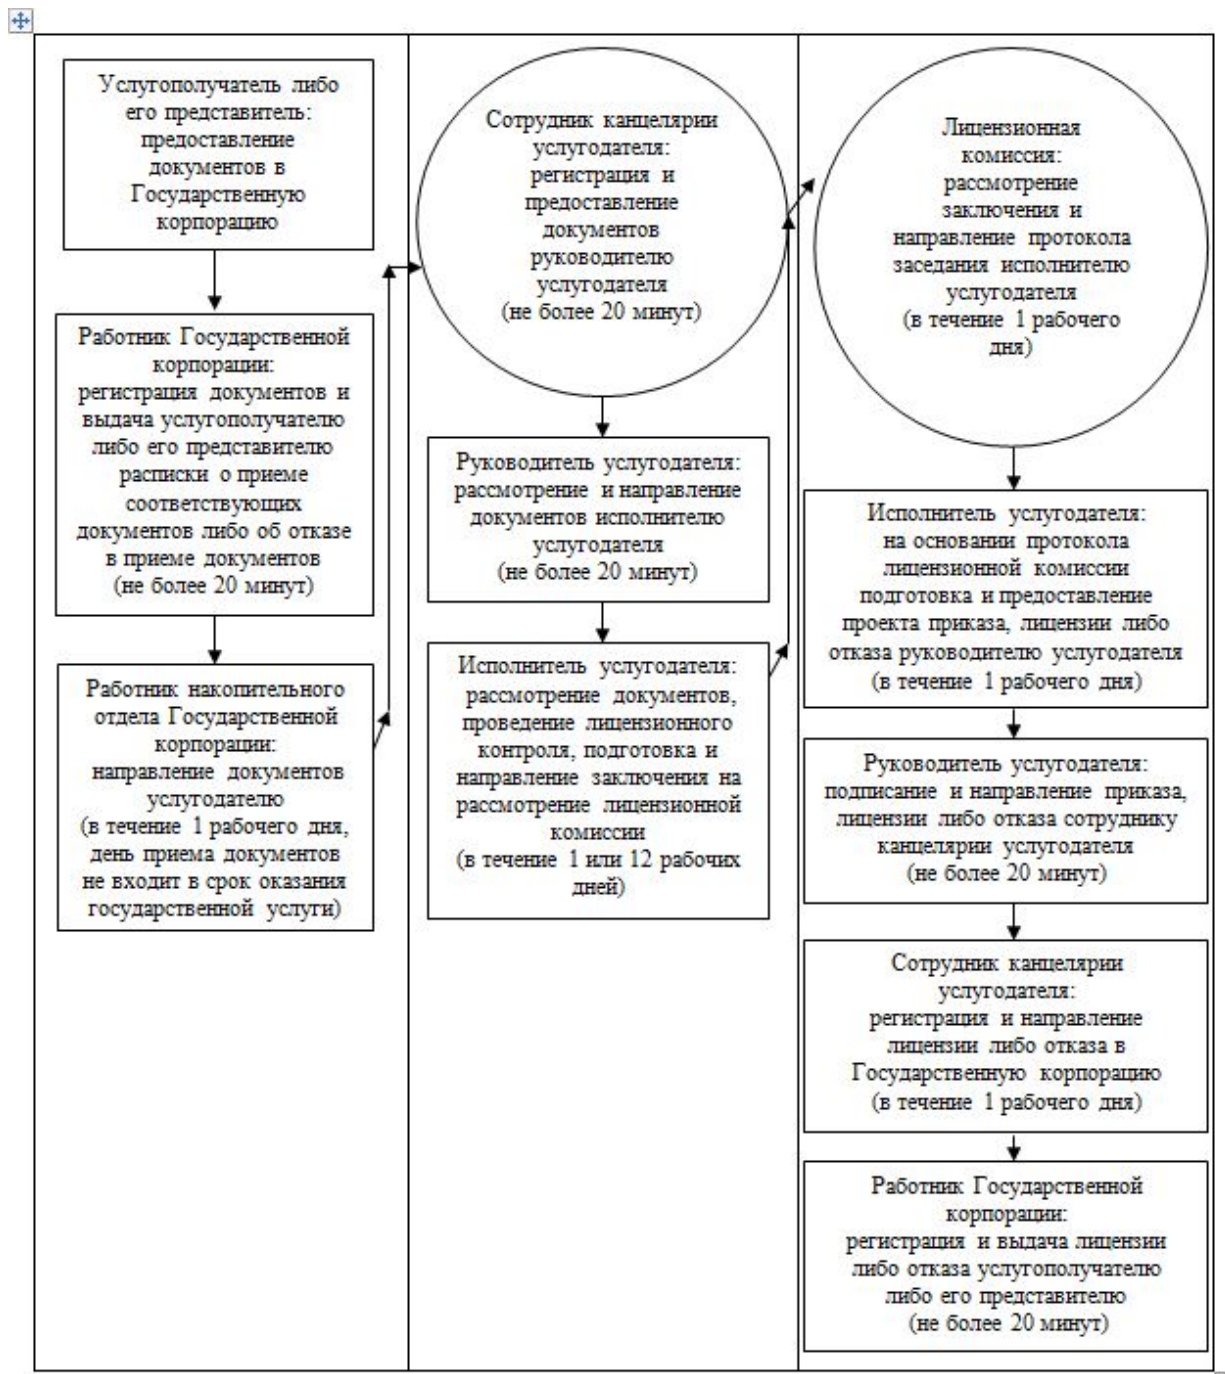 Услугополучатель либо
его представитель:
предоставление
документов в
Государственную
корпорацию
Работник Государственной
корпорации:
регистрация документов и
выдача услугополучателю
либо его представителю
расписки о приеме
соответствующих
документов либо об отказе
в приеме документов
(не более 20 минут)
Работник накопительного
отдела Государственной
корпорации:
направление документов
услугодателю
(в течение 1 рабочего дня,
день приема документов
не входит в срок оказания
государственной услуги)
Сотрудник канцелярии
услугодателя:
регистрация и
предоставление
документов
руководителю
услугодателя
(не более 20 минут)
Руководитель услугодателя:
рассмотрение и направление
документов исполнителю
услугодателя
(не более 20 минут)
Исполнитель услугодателя:
рассмотрение документов,
проведение лицензионного
контроля, подготовка и
направление заключения на
рассмотрение лицензионной
комиссии
(в течение 1 или 12 рабочих
дней)
Лицензионная
комиссия:
рассмотрение
заключения и
направление протокола
заседания исполнителю
услугодателя
(в течение 1 рабочего
дня)
Исполнитель услугодателя:
на основании протокола
лицензионной комиссии
подготовка и предоставление
проекта приказа, лицензии либо
отказа руководителю услугодателя
(в течение 1 рабочего дня)
Руководитель услугодателя:
подписание и направление приказа,
лицензии либо отказа сотруднику
канцелярии услугодателя
(не более 20 минут)
Сотрудник канцелярии
услугодателя:
регистрация и направление
лицензии либо отказа в
Государственную корпорацию
(в течение 1 рабочего дня)
Работник Государственной
корпорации:
регистрация и выдача лицензии
либо отказа услугополучателю
либо его представителю
(не более 20 минут)